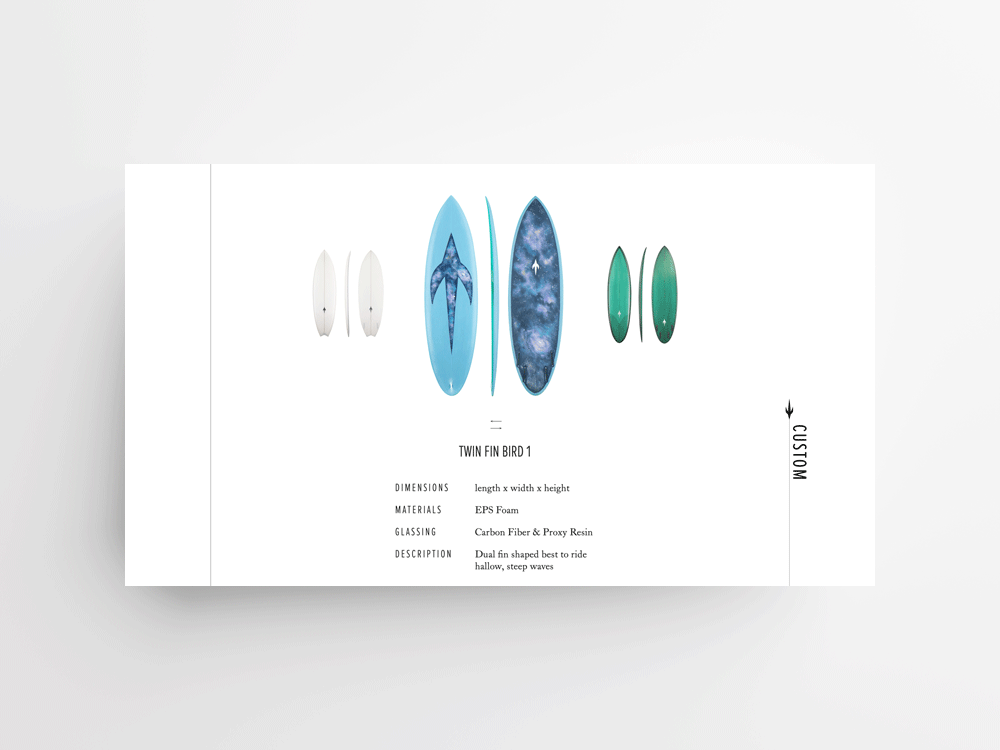 TWIN FIN BIRD 1
DIMENSIONS length x width x height
MATERIALS EPS Foam
GLASSING Carbon Fiber & Proxy Resin
DESCRIPTION Dual fin shaped best to ride
hallow, steep waves
CUSTOM